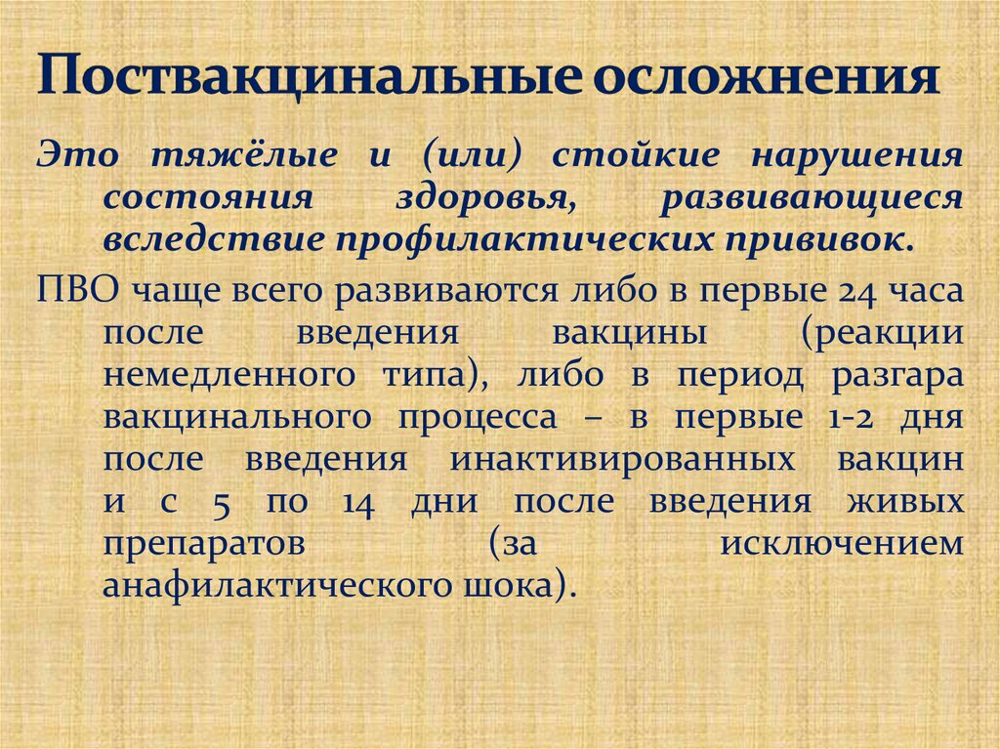 Поствакцинальные осложнения
Это тяжёлые и (или) стойкие нарушения
состояния здоровья, развивающиеся
вследствие профилактических прививок.
ПВО чаще всего развиваются либо в первые 24 часа
после введения вакцины (реакции
немедленного типа), либо в период разгара
вакцинального процесса – в первые 1-2 дня
после введения инактивированных вакцин
и с 5 по 14 дни после введения живых
препаратов (за исключением
анафилактического шока).